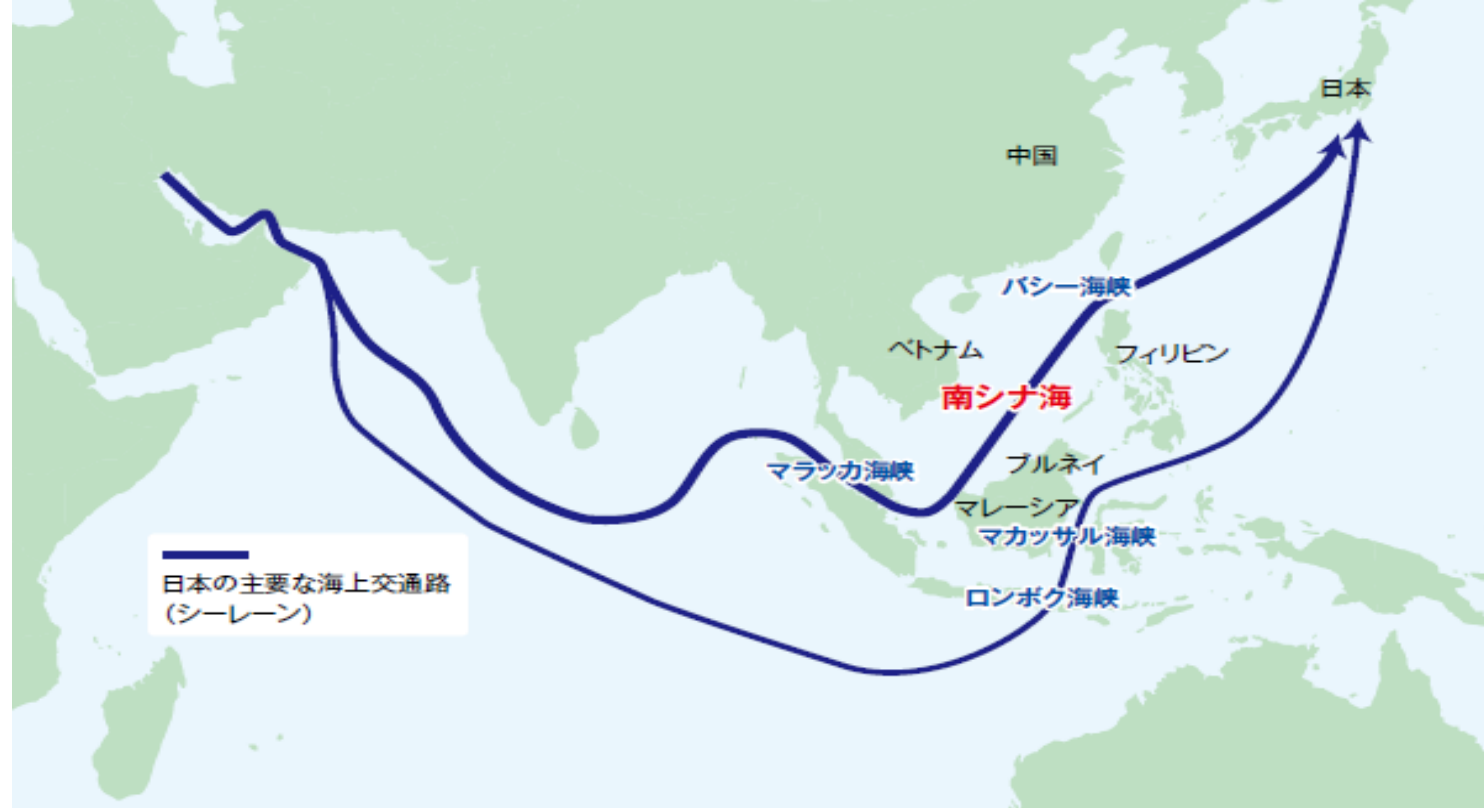 日本
中国
バシー海峡
ベトナム
フィリピン
南シナ海
ブルネイ
マラッカ海峡
マレーシア
マカッサル海峡
日本の主要な海上交通路
(シーレーン)
ロンボク海峡